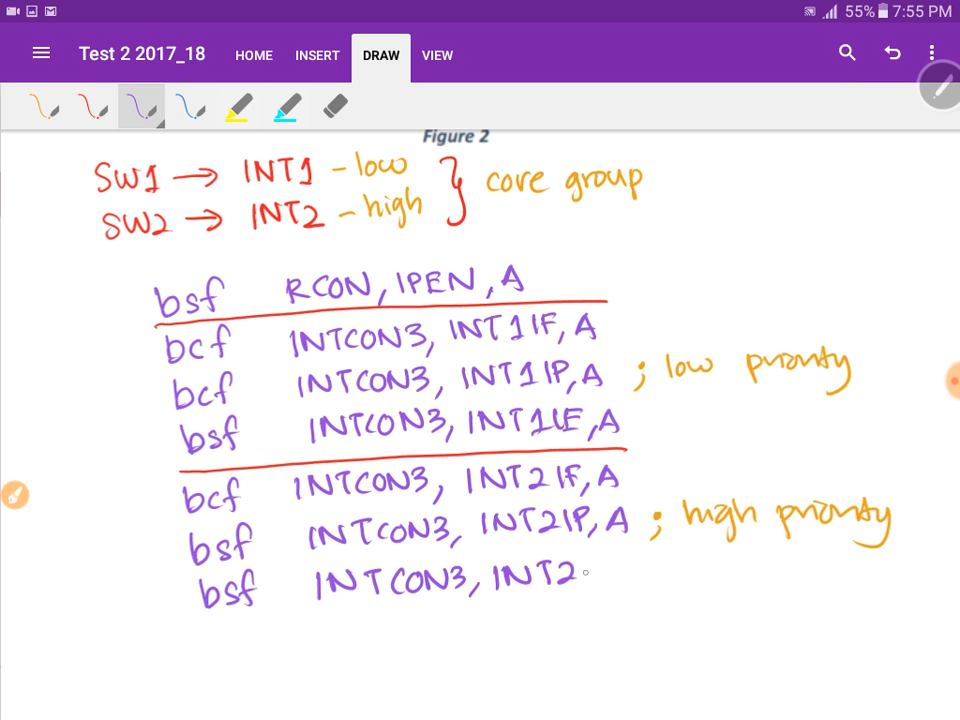 55% 7:55 PM
Test 2 2017_18 HOME INSERT DRAW VIEW
Figure 2
SW1 → INT1 - low
SW2 → INT2 - high } core group
bsf RCON, IPEN, A
bcf INTCON3, INT1IF, A
bcf INTCON3, INT1IP, A ; low priority
bsf INTCON3, INT1IE, A
bcf INTCON3, INT2IF, A
bsf INTCON3, INT2IP, A ; high priority
bsf INTCON3, INT2